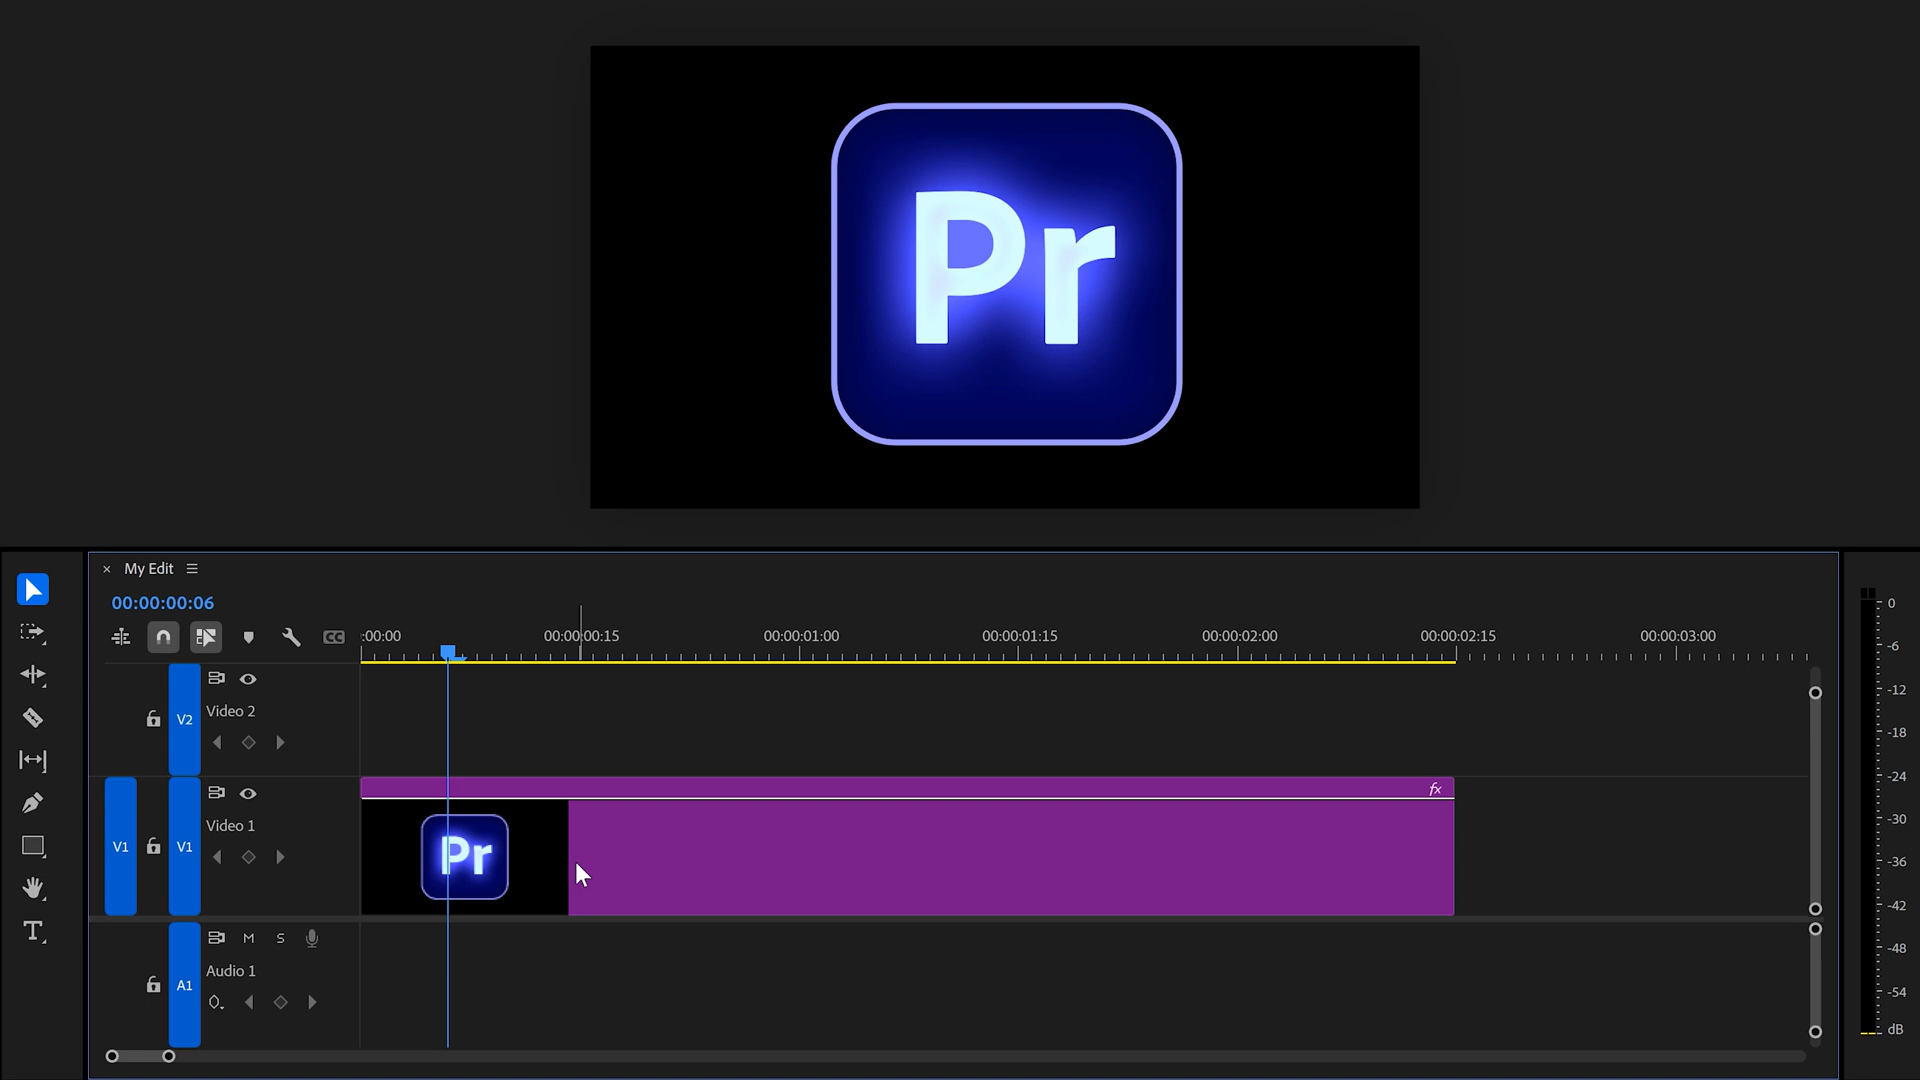 Pr
My Edit
00:00:00:06
CC
:00:00
00:00:00:15
00:00:01:00
00:00:01:15
00:00:02:00
00:00:02:15
00:00:03:00
V2
Video 2
fx
V1
V1
Video 1
Pr
M
S
A1
Audio 1
T
0
-6
-12
-18
-24
-30
-36
-42
-48
-54
dB